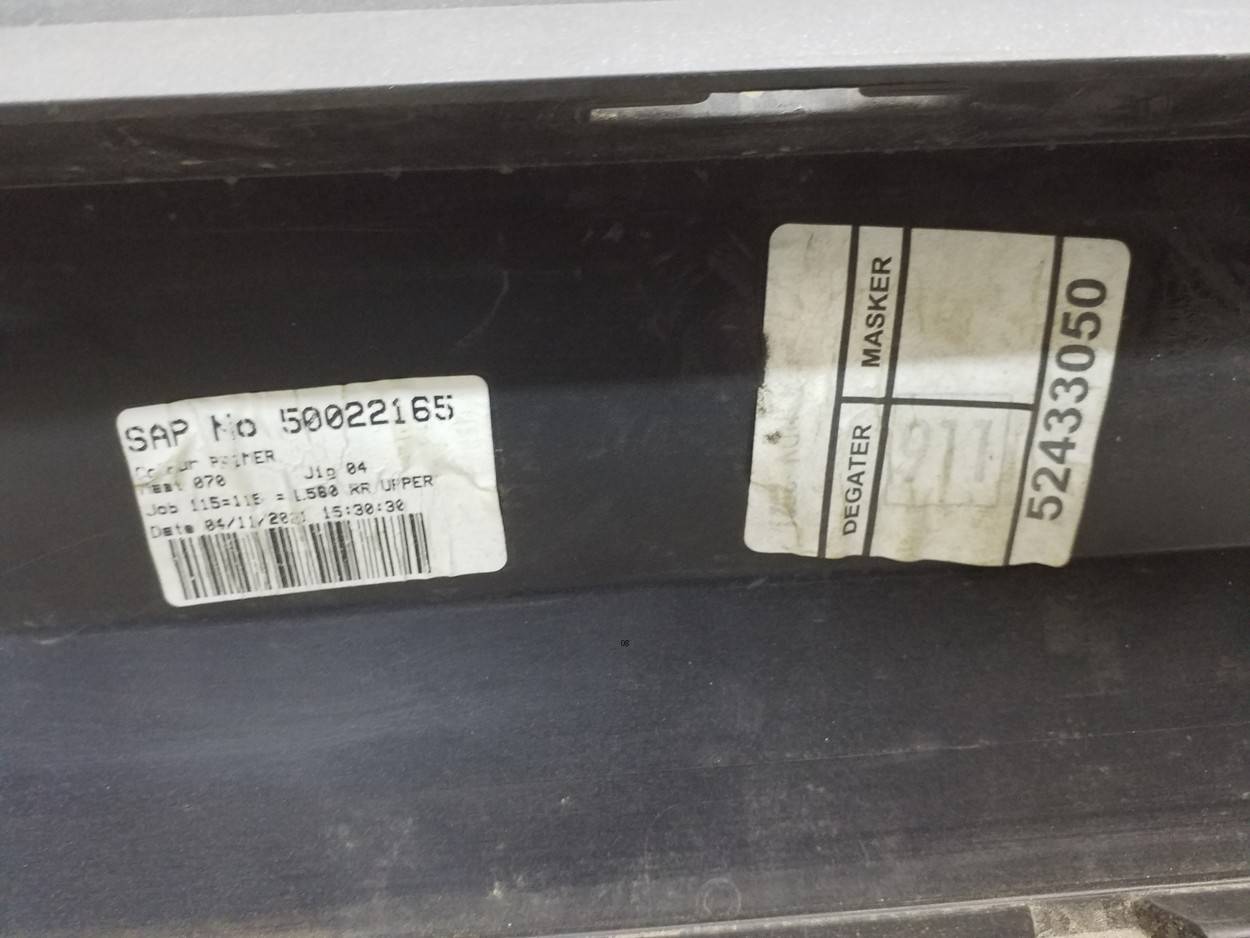 SAP No 50022165
Colour PRIMER
070 Jig 04
Job 115=115 = L560 RR UPPER
Date 04/11/2021 15:30:30
MASKER
DEGATER
52433050